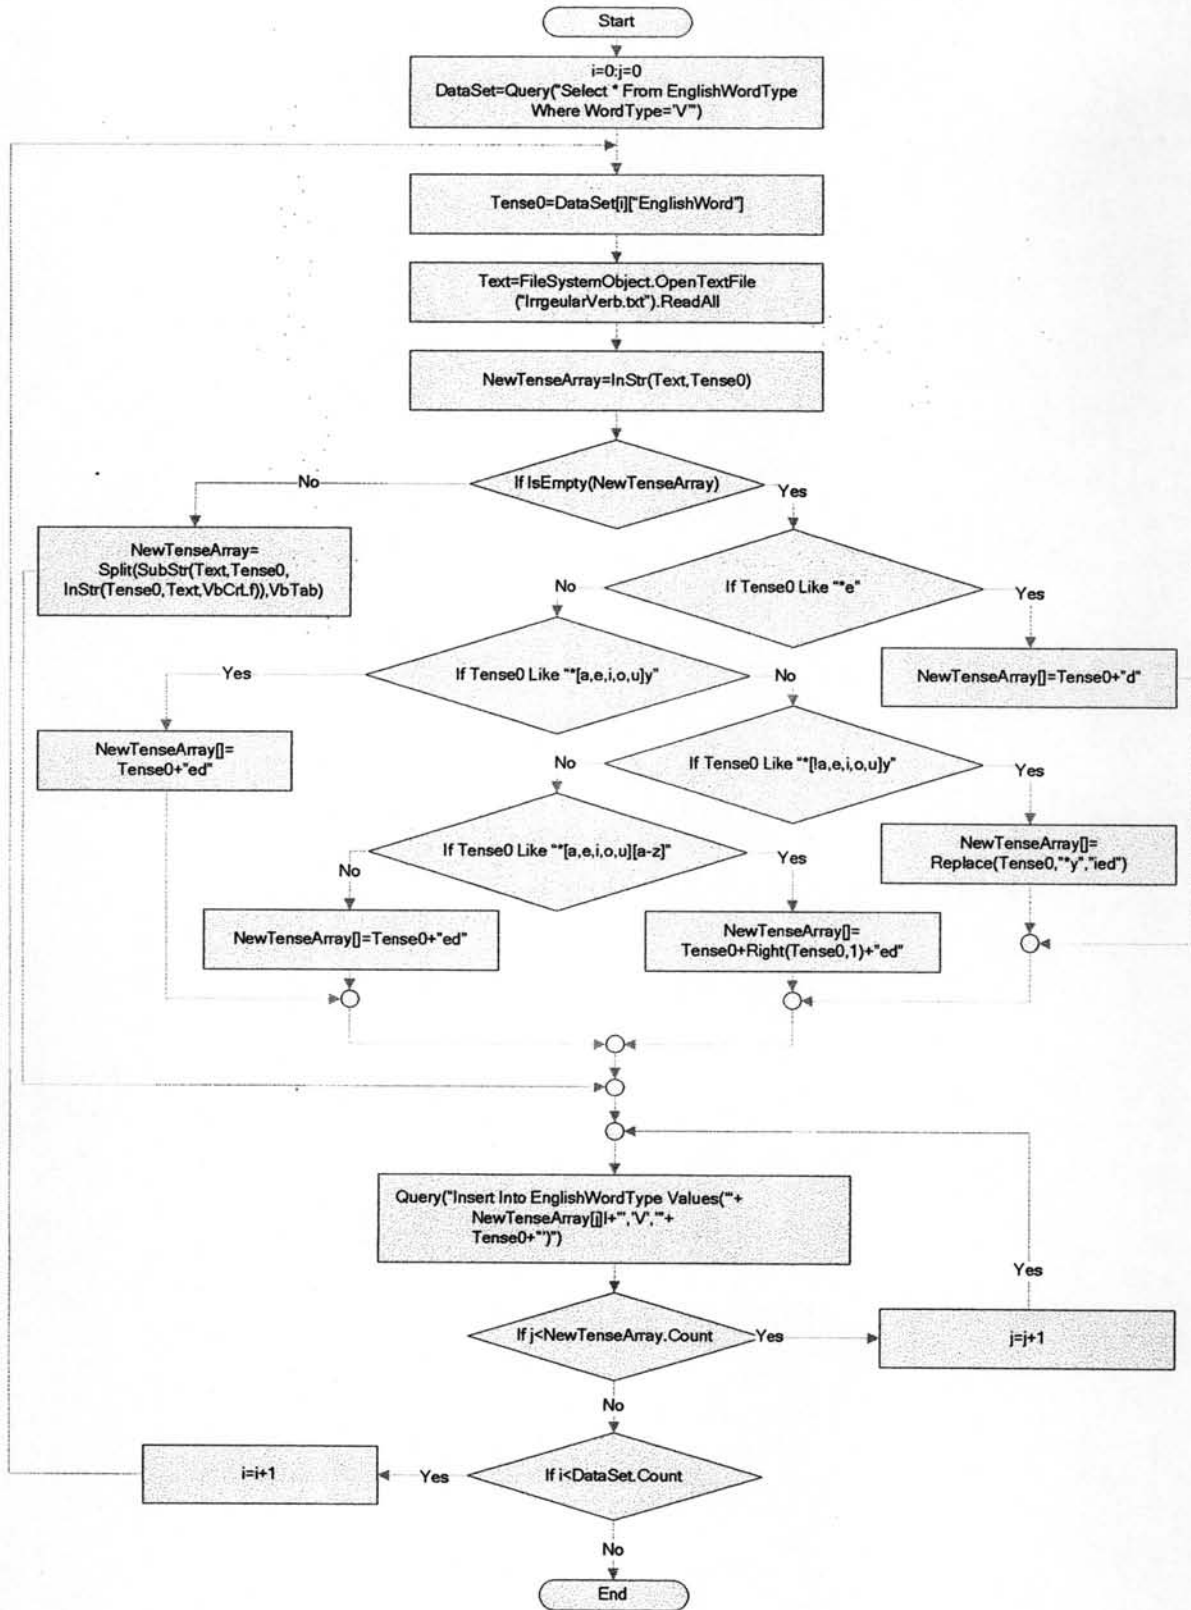 Start
i=0:j=0
DataSet=Query("Select * From EnglishWordType
Where WordType='V'")
Tense0=DataSet[i]["EnglishWord"]
Text=FileSystemObject.OpenTextFile
("IrrgeularVerb.txt").ReadAll
NewTenseArray=InStr(Text,Tense0)
If IsEmpty(NewTenseArray)
No
Yes
NewTenseArray=
Split(SubStr(Text,Tense0,
InStr(Tense0,Text,VbCrLf)),VbTab)
If Tense0 Like "*e"
No
Yes
If Tense0 Like "*[a,e,i,o,u]y"
Yes
No
NewTenseArray[]=Tense0+"d"
NewTenseArray[]=
Tense0+"ed"
If Tense0 Like "*[!a,e,i,o,u]y"
No
Yes
If Tense0 Like "*[a,e,i,o,u][a-z]"
No
Yes
NewTenseArray[]=
Replace(Tense0,"*y","ied")
NewTenseArray[]=Tense0+"ed"
NewTenseArray[]=
Tense0+Right(Tense0,1)+"ed"
Query("Insert Into EnglishWordType Values('"+
NewTenseArray[j]l+"','V','"+
Tense0+"')")
Yes
If j<NewTenseArray.Count
Yes
j=j+1
No
i=i+1
Yes
If i<DataSet.Count
No
End